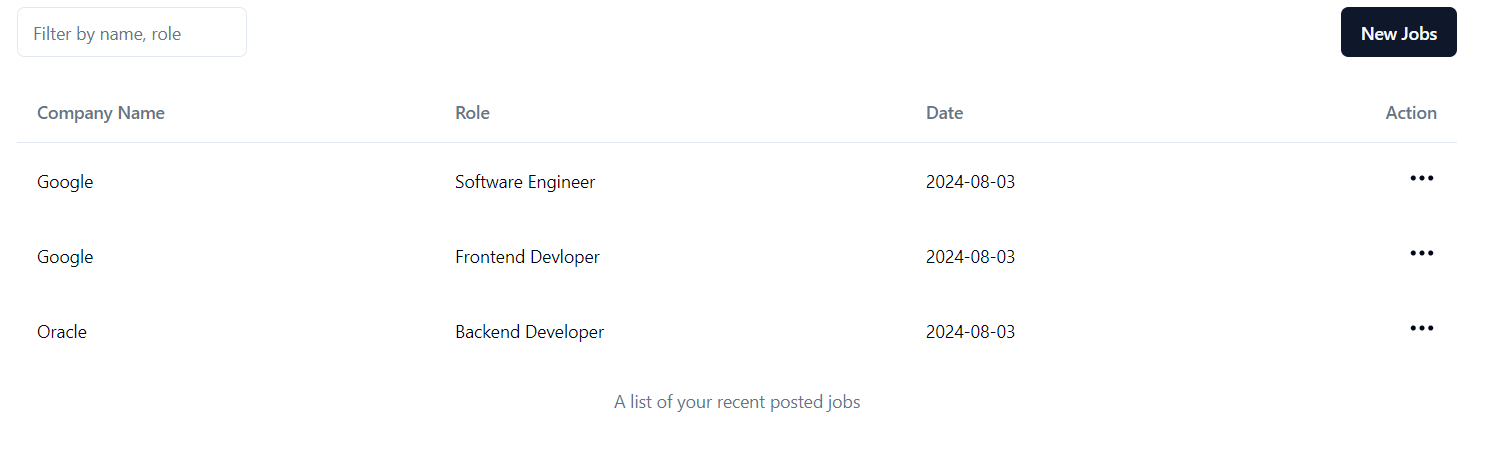 Filter by name, role
New Jobs
Company Name Role Date Action
Google Software Engineer 2024-08-03
Google Frontend Devloper 2024-08-03
Oracle Backend Developer 2024-08-03
A list of your recent posted jobs